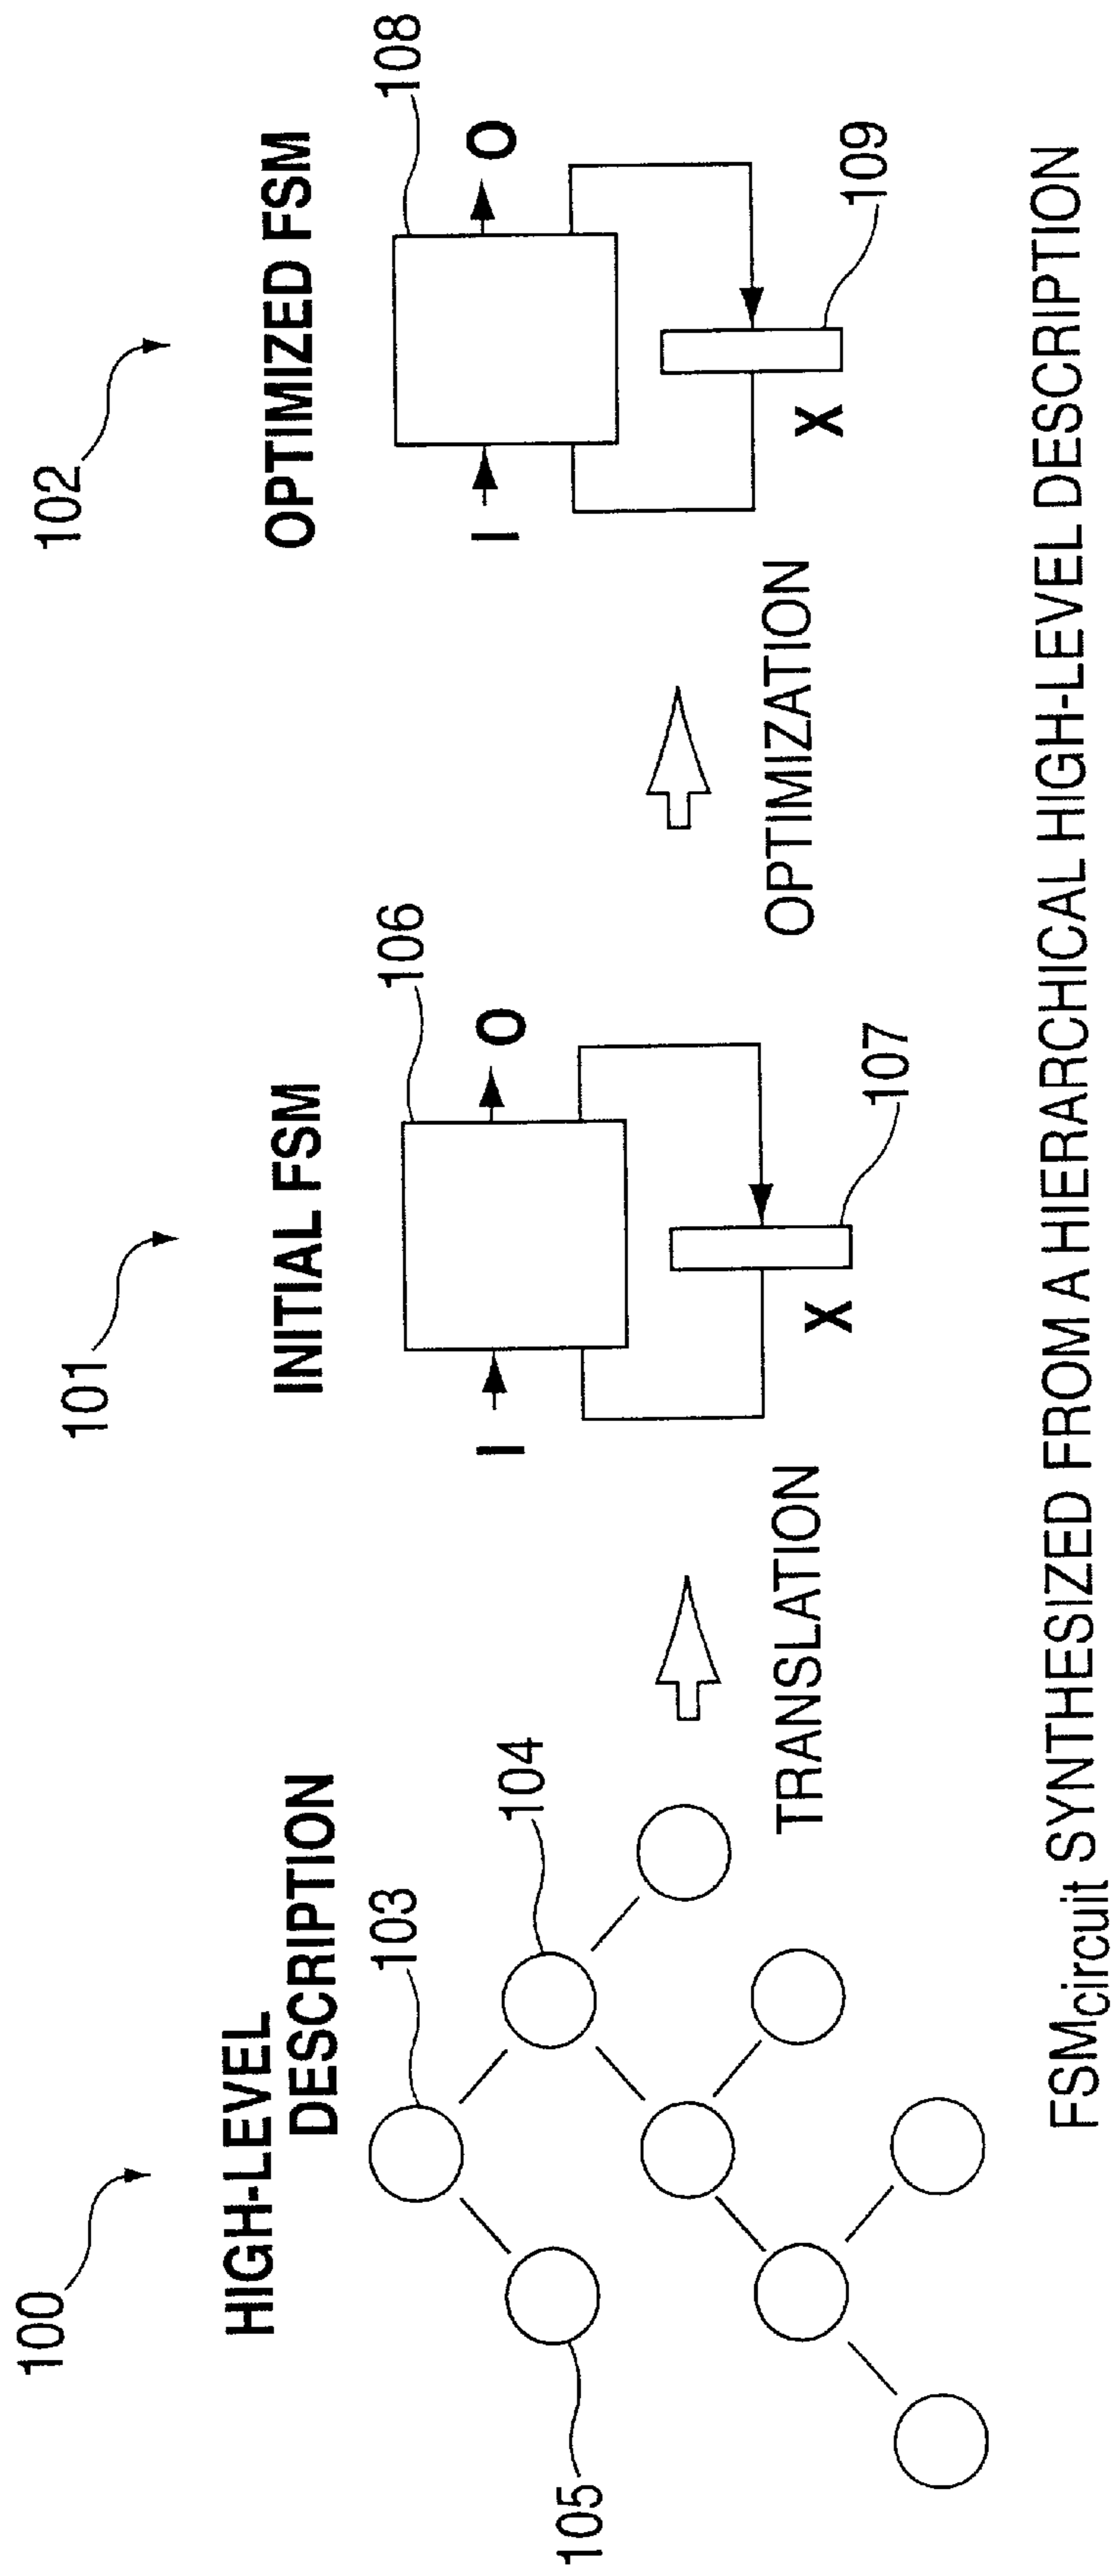 100
101
102
HIGH-LEVEL
DESCRIPTION
INITIAL FSM
OPTIMIZED FSM
103
104
105
106
107
108
109
I
O
X
I
O
X
TRANSLATION
OPTIMIZATION
FSMcircuit SYNTHESIZED FROM A HIERARCHICAL HIGH-LEVEL DESCRIPTION